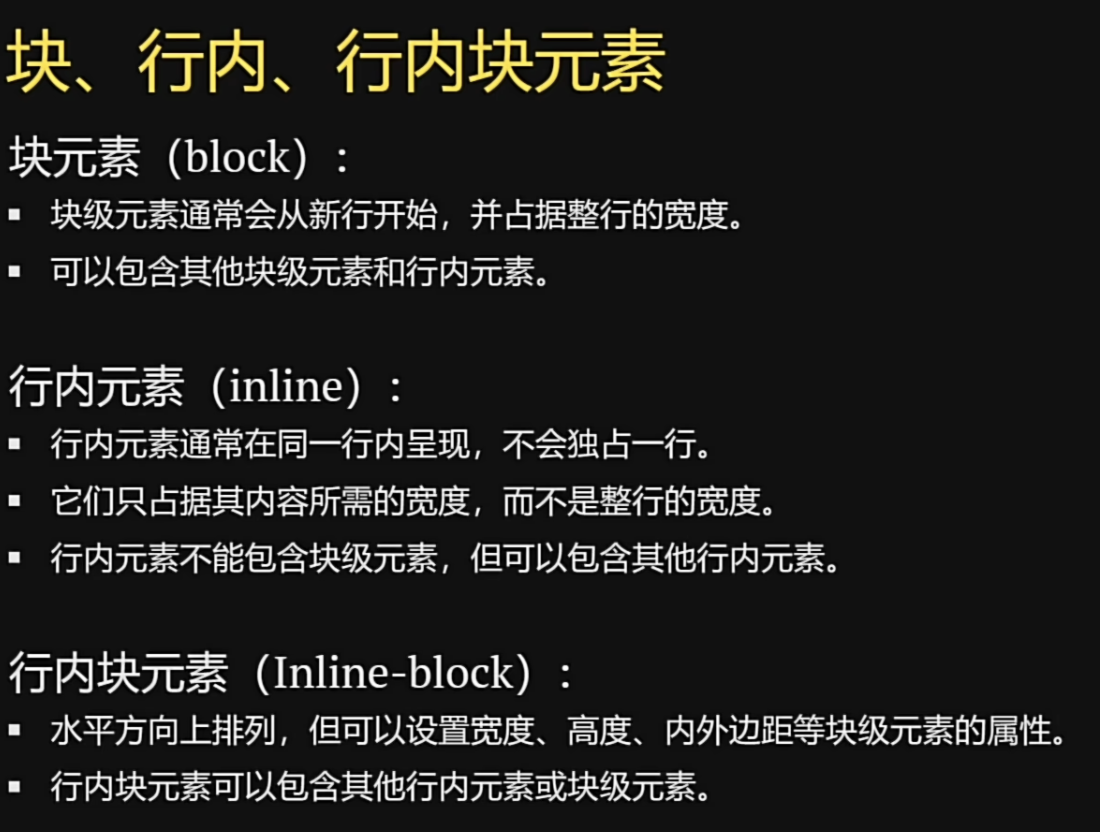 块、行内、行内块元素
块元素（block）:
▪ 块级元素通常会从新行开始，并占据整行的宽度。
▪ 可以包含其他块级元素和行内元素。
行内元素（inline）:
▪ 行内元素通常在同一行内呈现，不会独占一行。
▪ 它们只占据其内容所需的宽度，而不是整行的宽度。
▪ 行内元素不能包含块级元素，但可以包含其他行内元素。
行内块元素（Inline-block）:
▪ 水平方向上排列，但可以设置宽度、高度、内外边距等块级元素的属性。
▪ 行内块元素可以包含其他行内元素或块级元素。